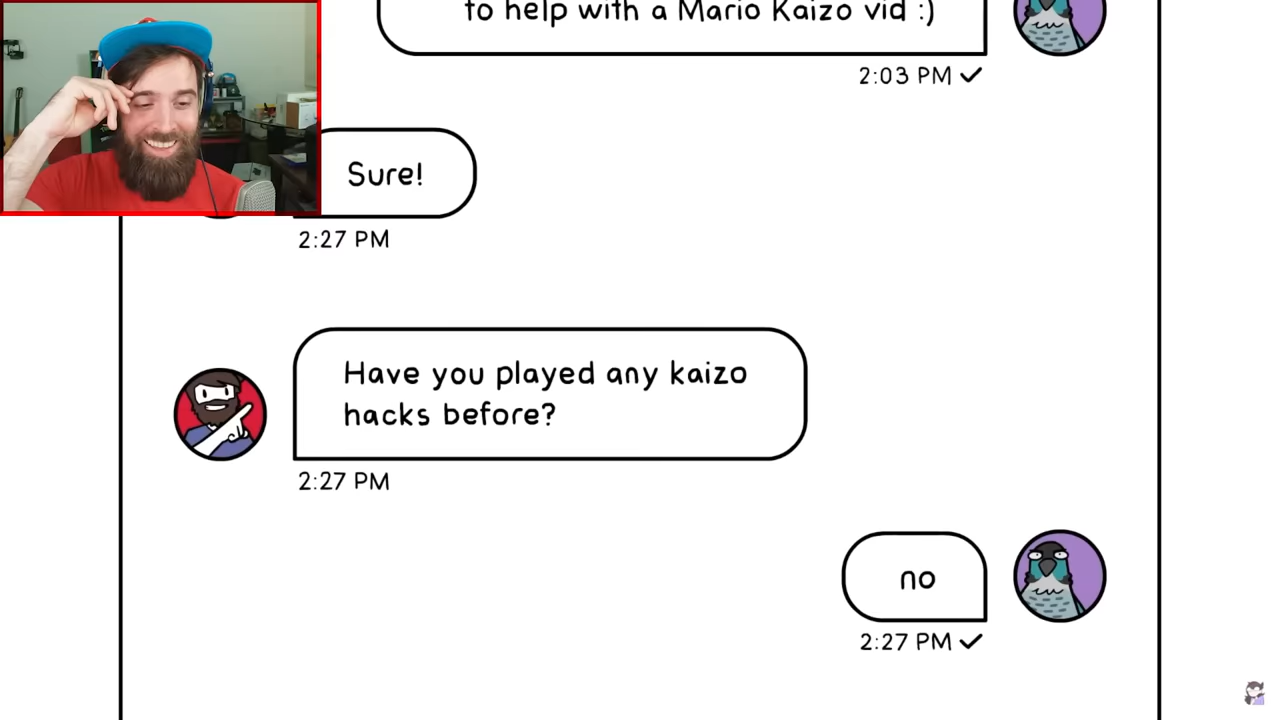 to help with a Mario Kaizo vid :)
2:03 PM
Sure!
2:27 PM
Have you played any kaizo
hacks before?
2:27 PM
no
2:27 PM